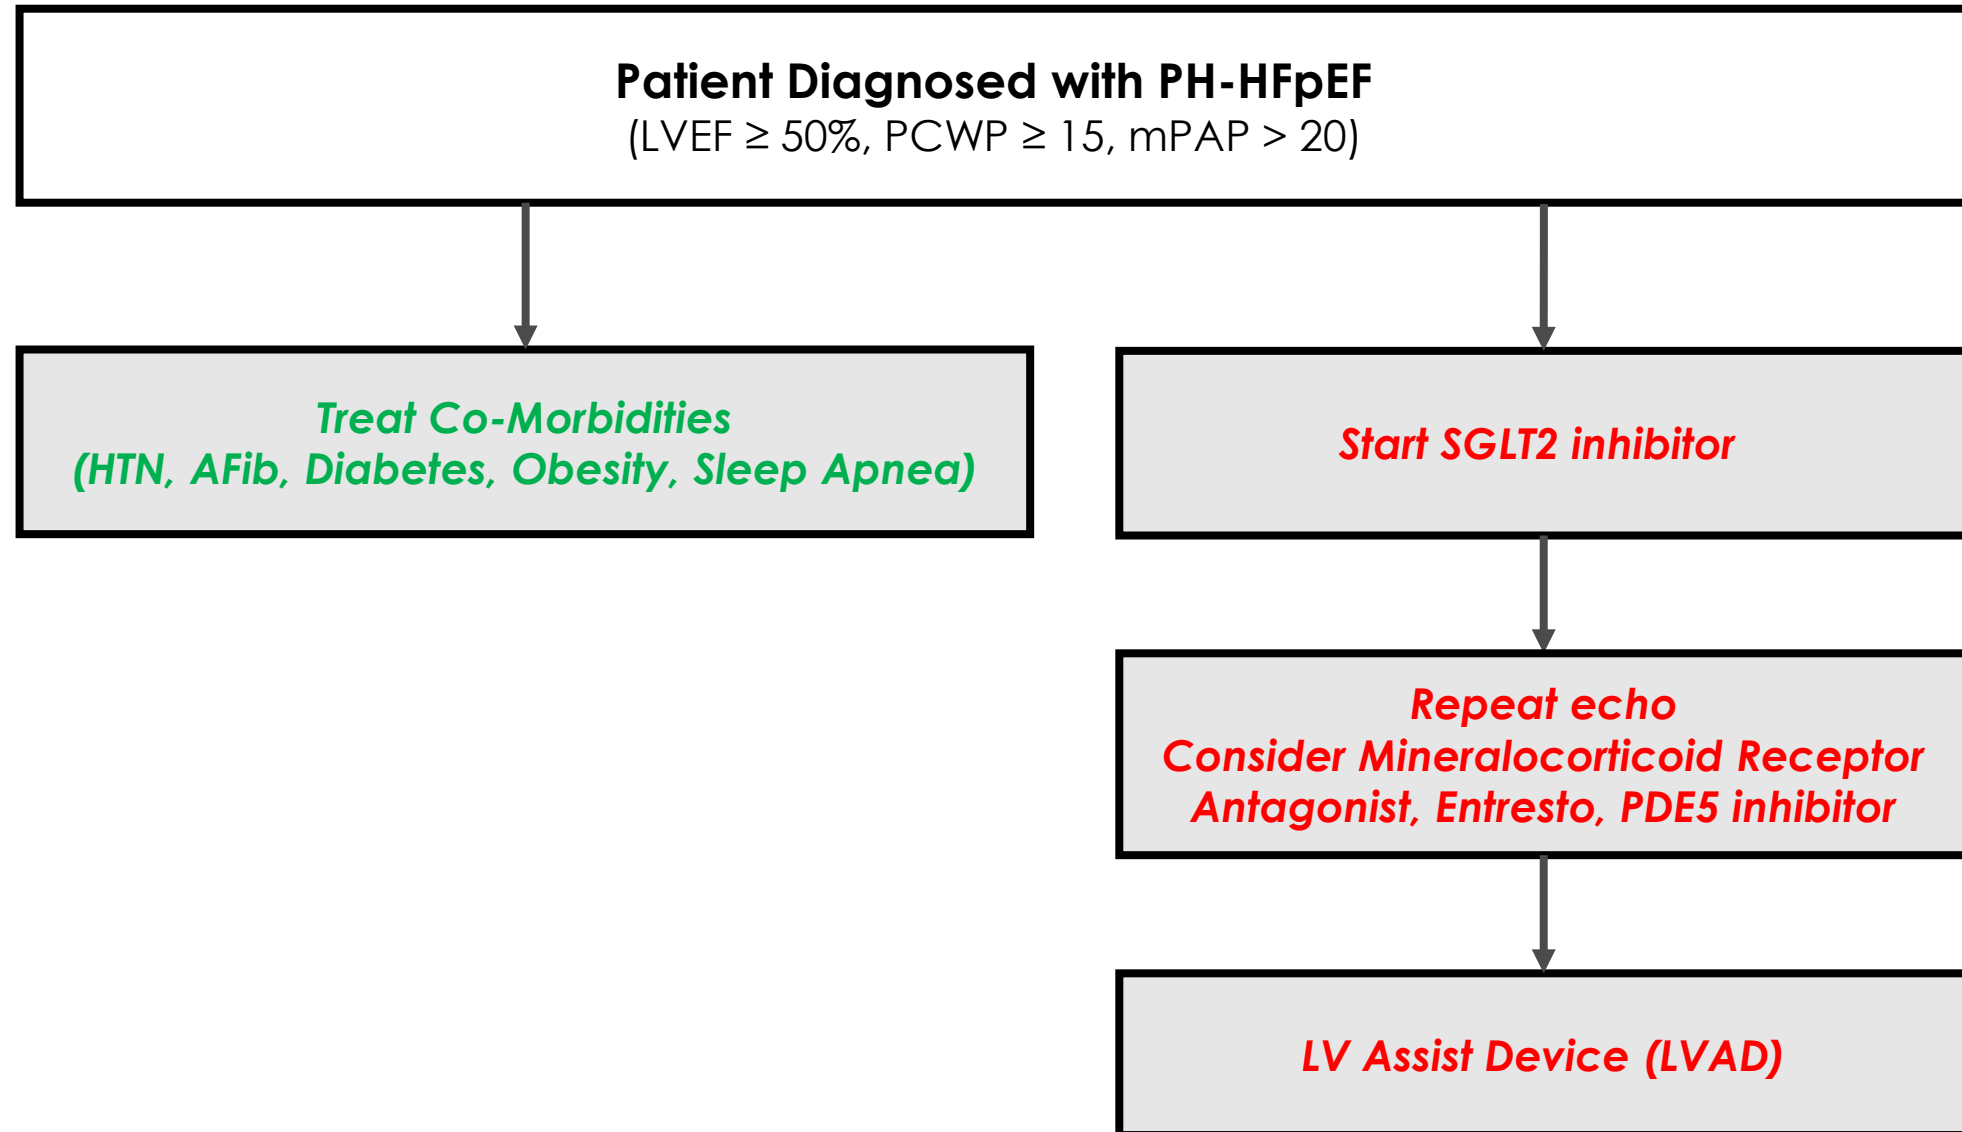 Patient Diagnosed with PH-HFpEF
(LVEF ≥ 50%, PCWP ≥ 15, mPAP > 20)
Treat Co-Morbidities
(HTN, AFib, Diabetes, Obesity, Sleep Apnea)
Start SGLT2 inhibitor
Repeat echo
Consider Mineralocorticoid Receptor
Antagonist, Entresto, PDE5 inhibitor
LV Assist Device (LVAD)